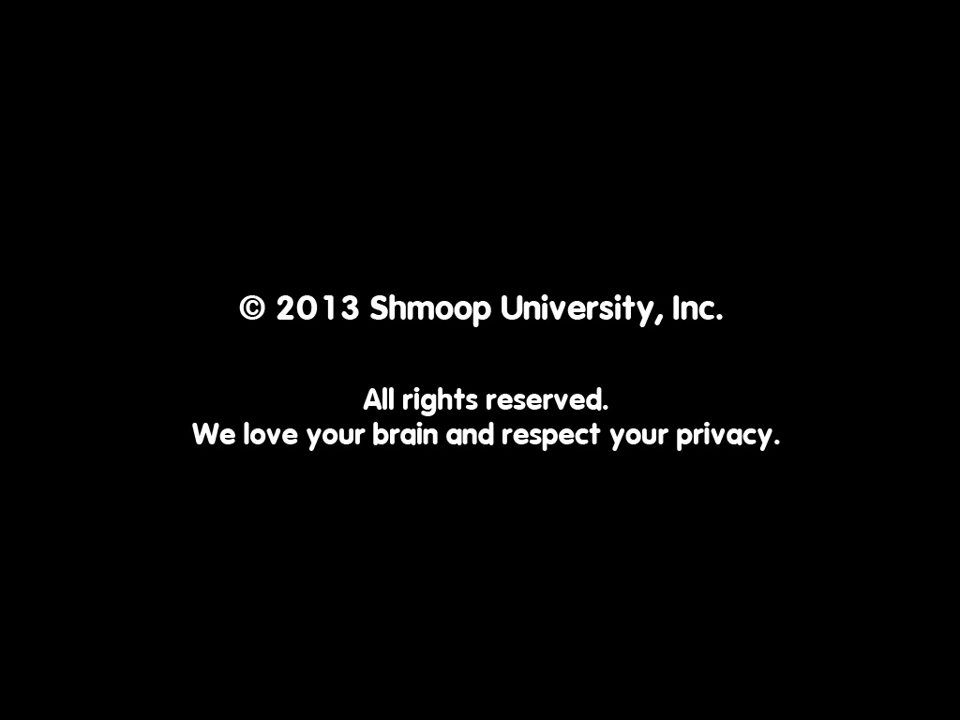 © 2013 Shmoop University, Inc.
All rights reserved.
We love your brain and respect your privacy.